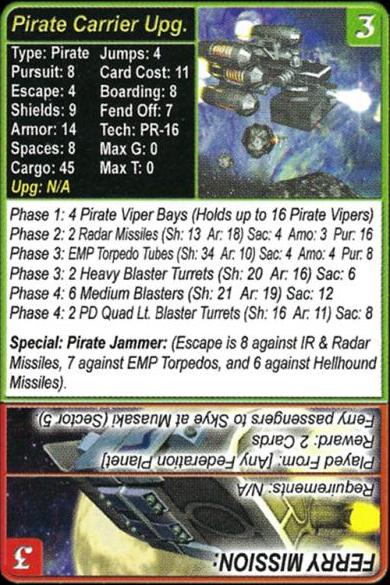 Pirate Carrier Upg.
3
Type: Pirate Jumps: 4
Pursuit: 8 Card Cost: 11
Escape: 4 Boarding: 8
Shields: 9 Fend Off: 7
Armor: 14 Tech: PR-16
Spaces: 8 Max G: 0
Cargo: 45 Max T: 0
Upg: N/A
Phase 1: 4 Pirate Viper Bays (Holds up to 16 Pirate Vipers)
Phase 2: 2 Radar Missiles (Sh: 13 Ar: 18) Sac: 4 Amo: 3 Pur: 16
Phase 3: EMP Torpedo Tubes (Sh: 34 Ar: 10) Sac: 4 Amo: 4 Pur: 8
Phase 3: 2 Heavy Blaster Turrets (Sh: 20 Ar: 16) Sac: 6
Phase 4: 6 Medium Blasters (Sh: 21 Ar: 19) Sac: 12
Phase 4: 2 PD Quad Lt. Blaster Turrets (Sh: 16 Ar: 11) Sac: 8
Special: Pirate Jammer: (Escape is 8 against IR & Radar
Missiles, 7 against EMP Torpedos, and 6 against Hellhound
Missiles).
FERRY MISSION:
3
Requirements: N/A
Played From: [Any Federation Planet]
Reward: 2 Cards
Ferry passengers to Skye at Muasaki (Sector 5)